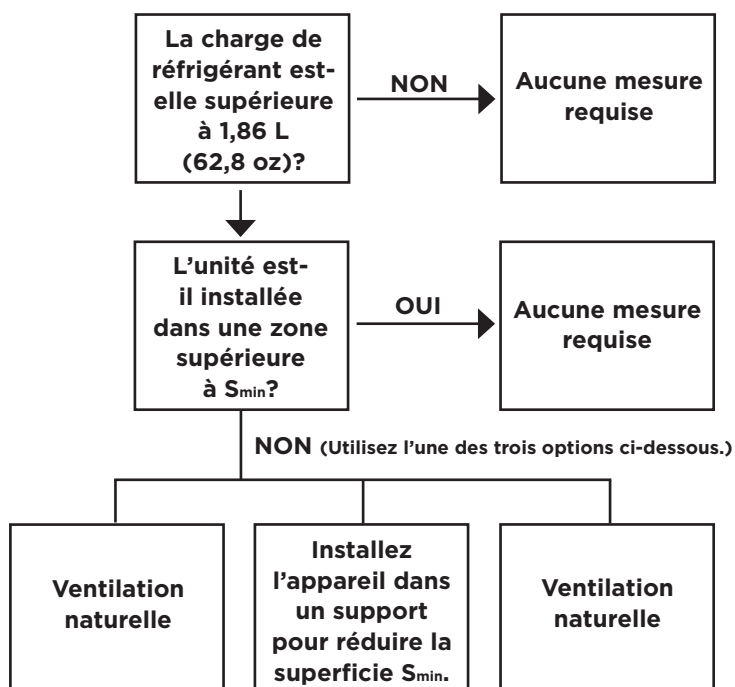 La charge de
réfrigérant est-
elle supérieure
à 1,86 L
(62,8 oz)?
NON
Aucune mesure
requise
L'unité est-
il installée
dans une zone
supérieure
à Smin?
OUI
Aucune mesure
requise
NON (Utilisez l'une des trois options ci-dessous.)
Ventilation
naturelle
Installez
l'appareil dans
un support
pour réduire la
superficie Smin.
Ventilation
naturelle